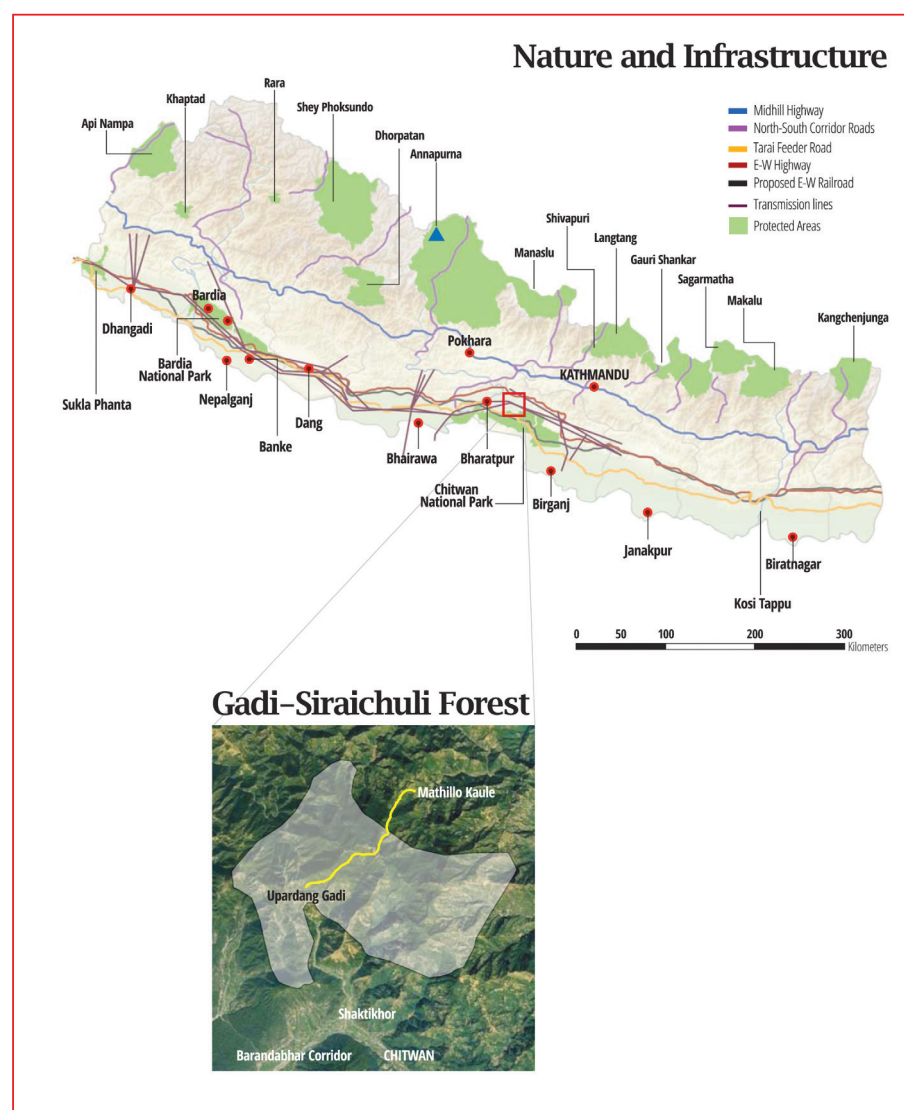 Nature and Infrastructure
Rara
Khaptad
Shey Phoksundo
Api Nampa
Dhorpatan
Annapurna
Midhill Highway
North-South Corridor Roads
Tarai Feeder Road
E-W Highway
Proposed E-W Railroad
Transmission lines
Protected Areas
Shivapuri
Langtang
Manaslu
Gauri Shankar
Sagarmatha
Makalu
Kangchenjunga
Bardia
Dhangadi
Pokhara
Bardia
National Park
KATHMANDU
Sukla Phanta
Nepalganj
Dang
Banke
Bhairawa
Bharatpur
Chitwan
National Park
Birganj
Janakpur
Biratnagar
Kosi Tappu
0 50 100 200 300
Kilometers
Gadi-Siraichuli Forest
Mathillo Kaule
Upardang Gadi
Shaktikhor
Barandabhar Corridor
CHITWAN